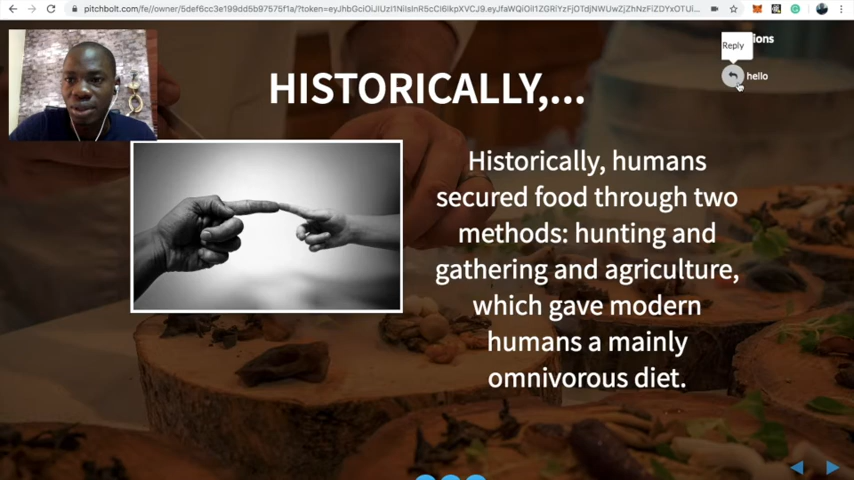 pitchbolt.com/fe//owner/5def6cc3e199dd5b97575f1a/?token=eyJhbGciOiJIUzI1NiIsInR5cCI6IkpXVCJ9.eyJfaWQiOiI1ZGRlYzFjOTdjNWUwZjZhNzFiZDYxOTUi...
ions
Reply
hello
HISTORICALLY,...
Historically, humans
secured food through two
methods: hunting and
gathering and agriculture,
which gave modern
humans a mainly
omnivorous diet.